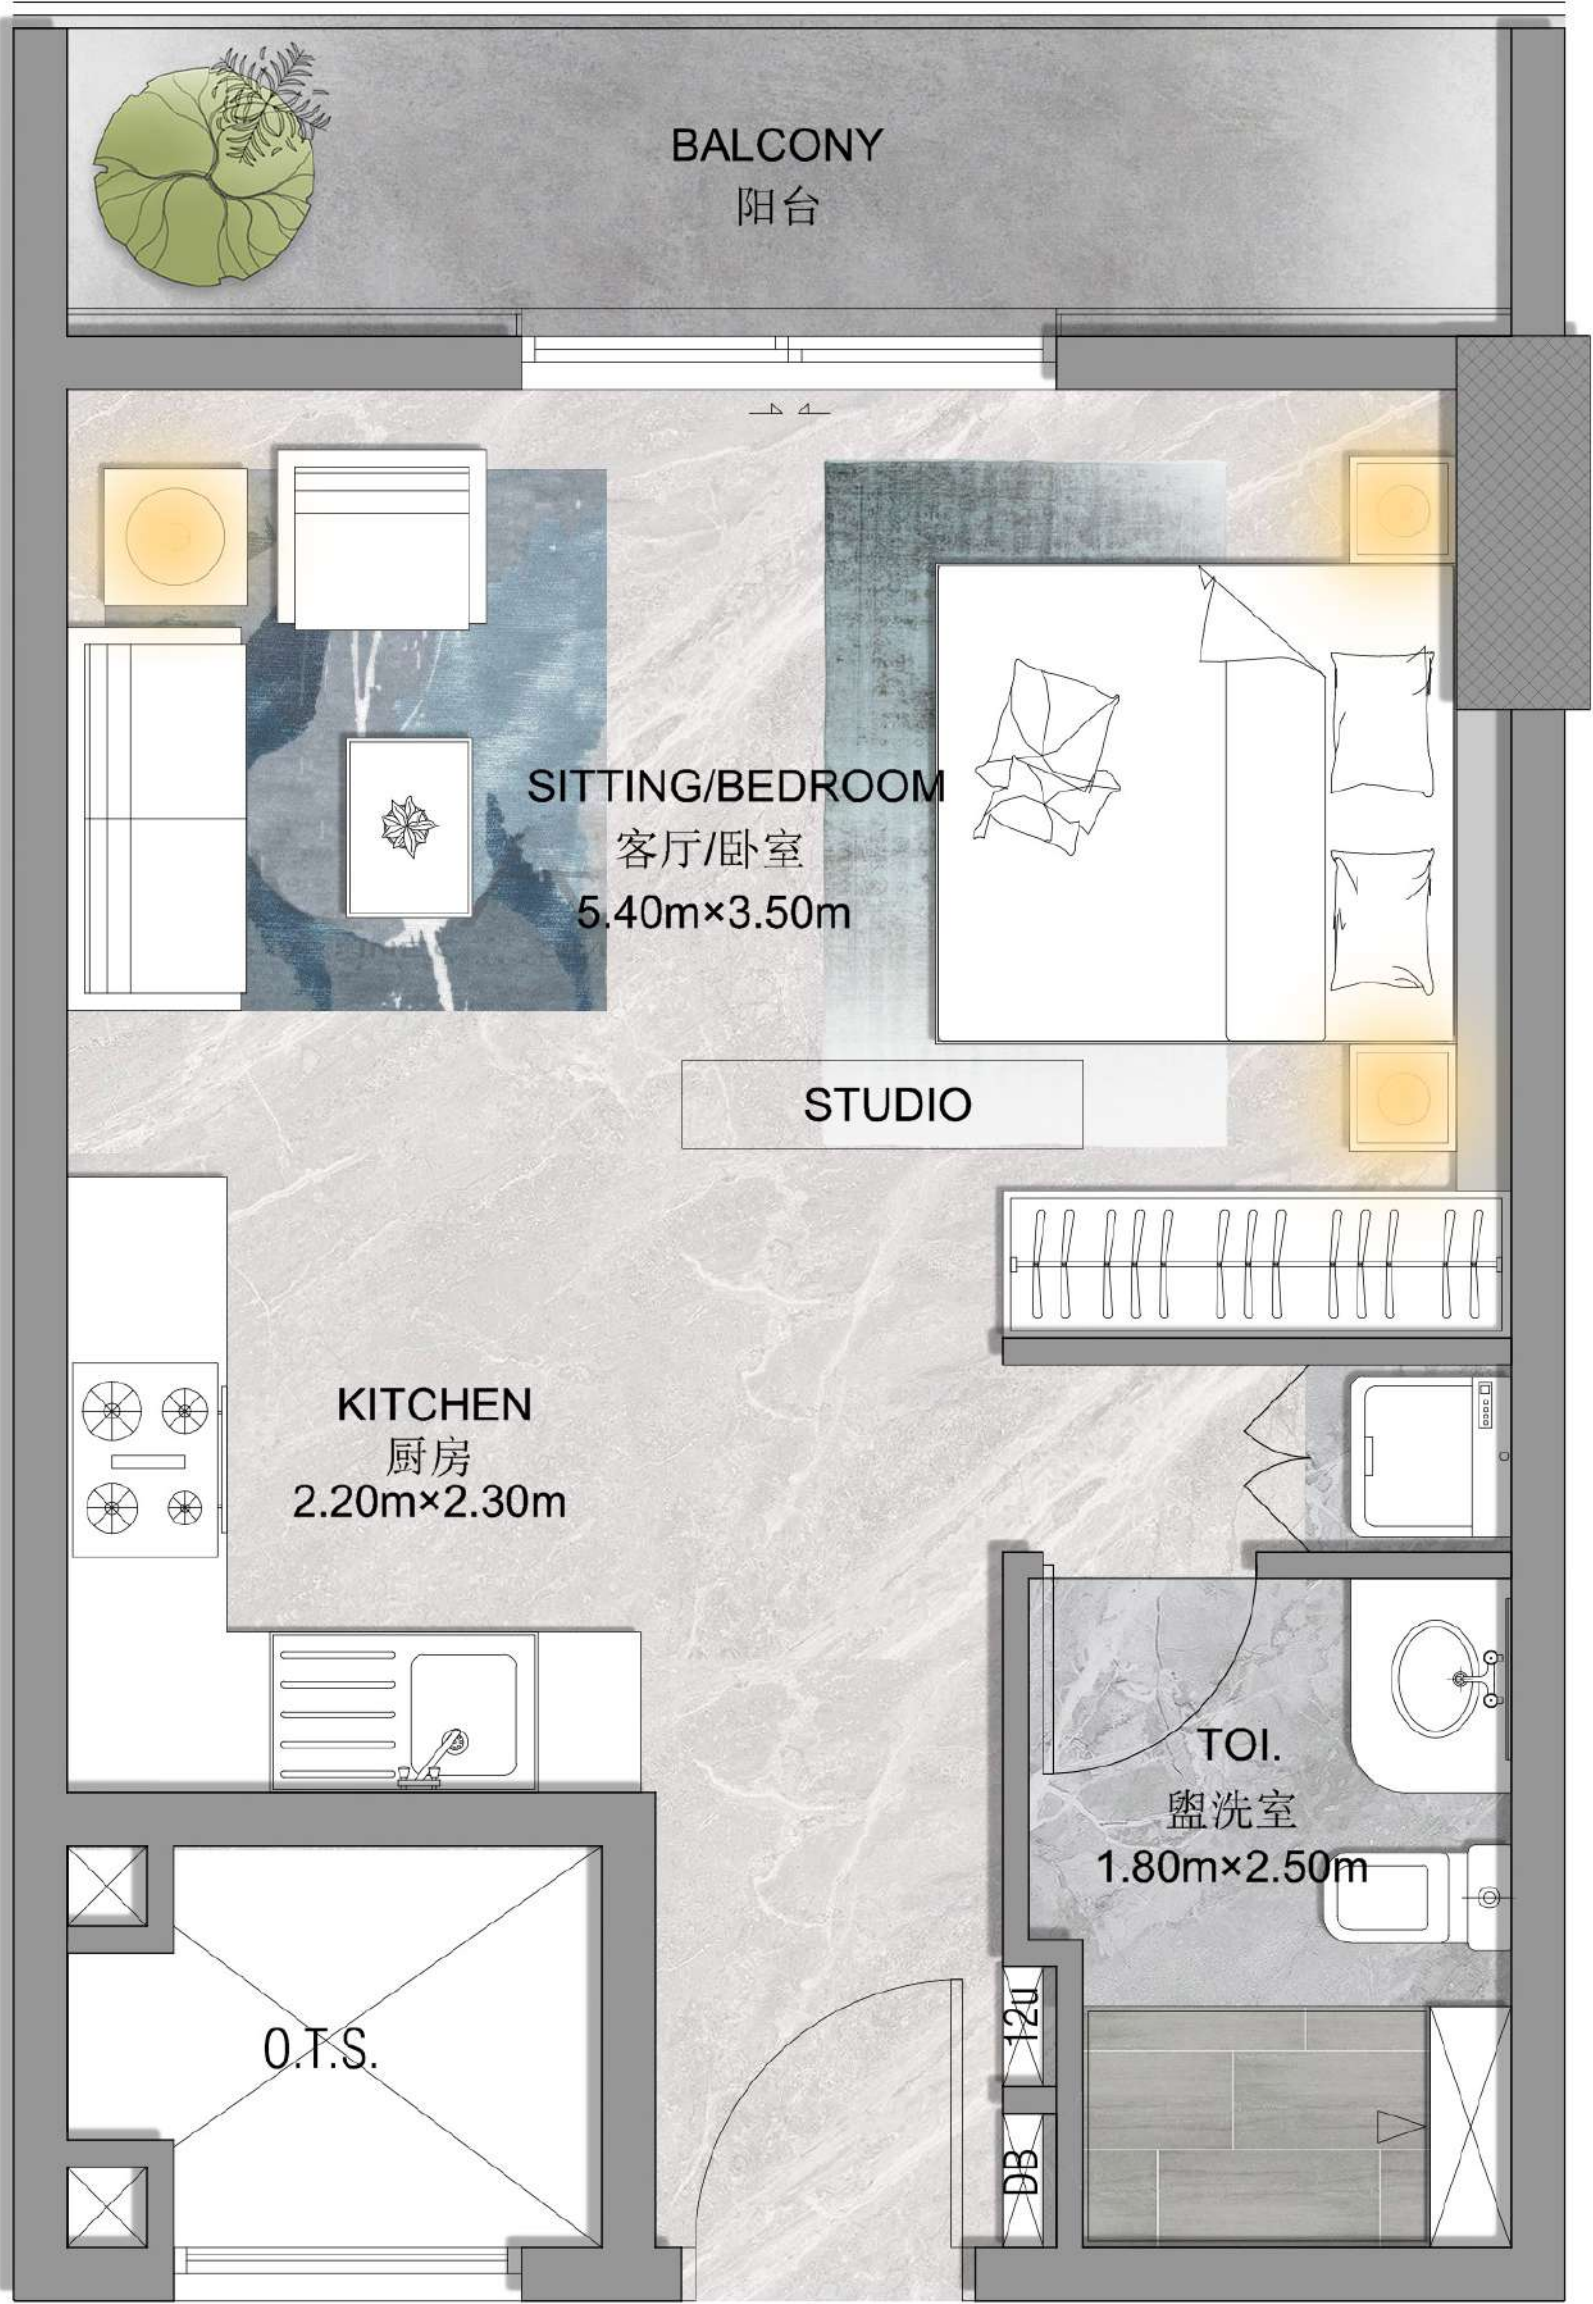 BALCONY
阳台
SITTING/BEDROOM
客厅/卧室
5.40m×3.50m
STUDIO
KITCHEN
厨房
2.20m×2.30m
TOI.
盥洗室
1.80m×2.50m
12u
O.T.S.
DB